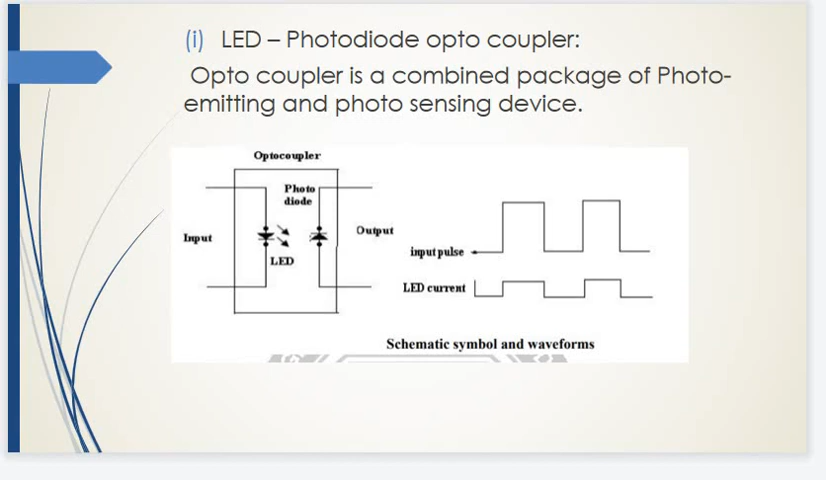 (i) LED – Photodiode opto coupler:
Opto coupler is a combined package of Photo-
emitting and photo sensing device.
Optocoupler
Photo
diode
Input
Output
LED
input pulse
LED current
Schematic symbol and waveforms